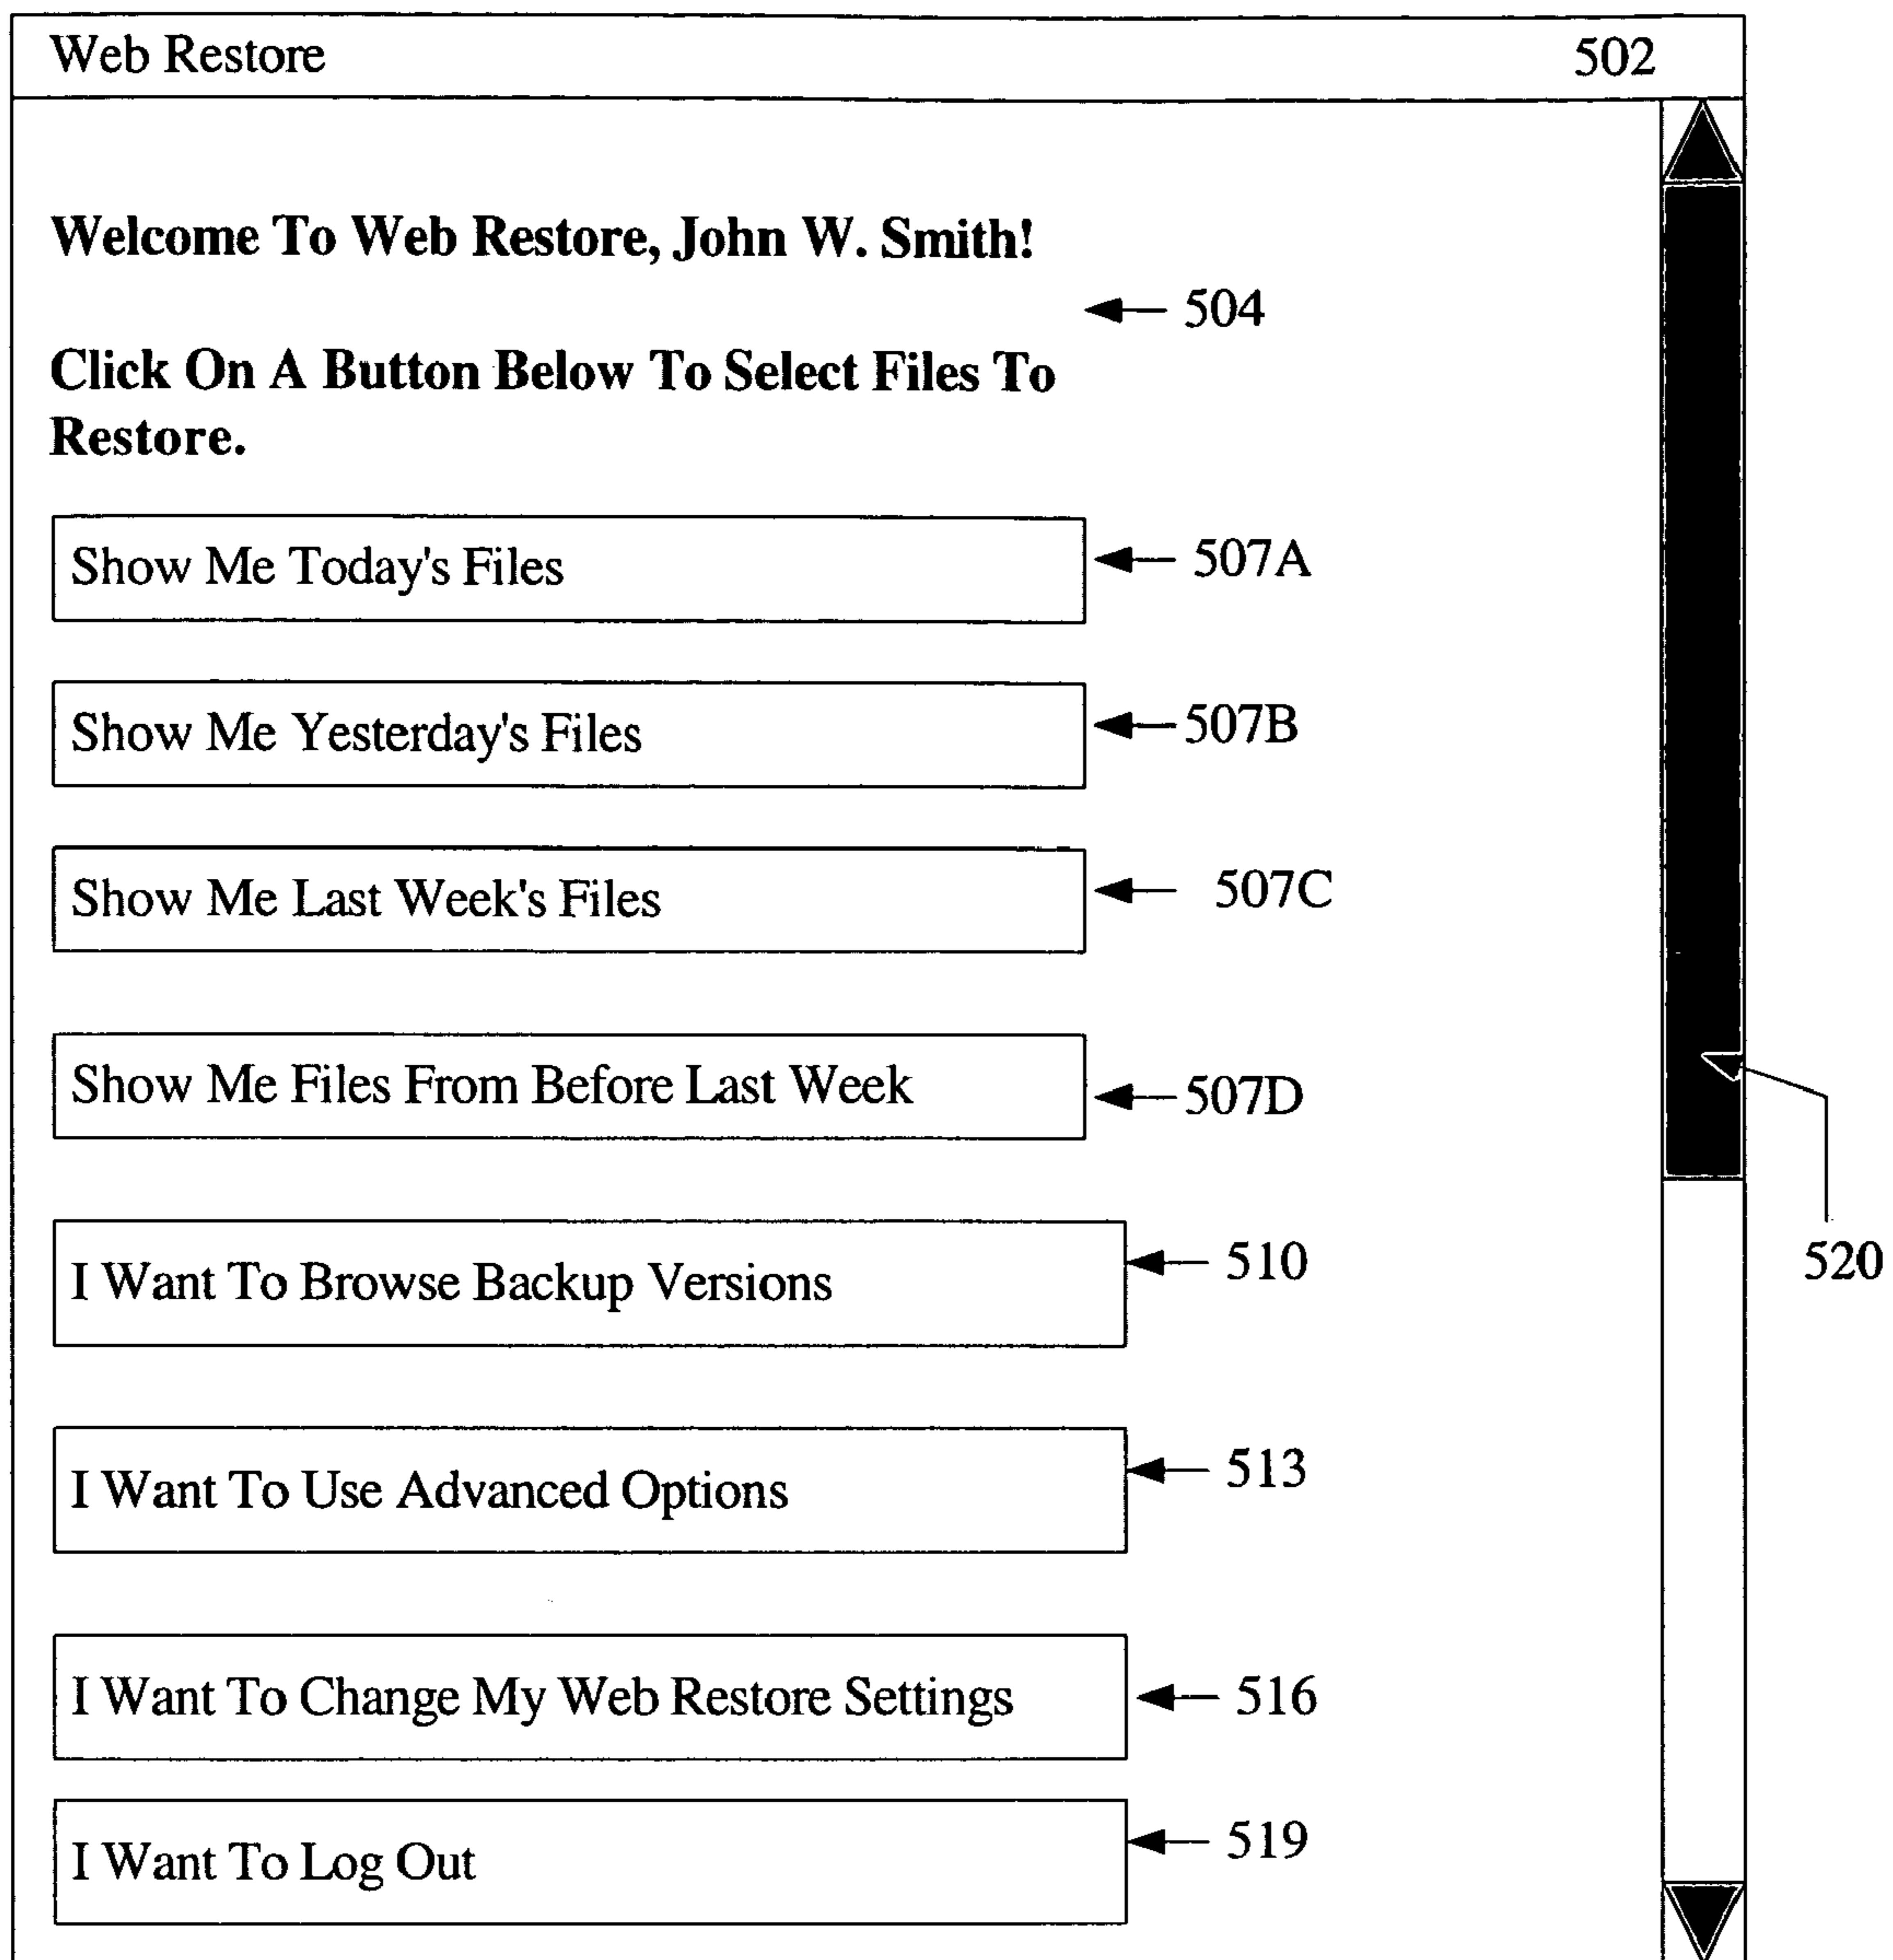 Web Restore 502
Welcome To Web Restore, John W. Smith!
504
Click On A Button Below To Select Files To
Restore.
Show Me Today's Files 507A
Show Me Yesterday's Files 507B
Show Me Last Week's Files 507C
Show Me Files From Before Last Week 507D
I Want To Browse Backup Versions 510
520
I Want To Use Advanced Options 513
I Want To Change My Web Restore Settings 516
I Want To Log Out 519